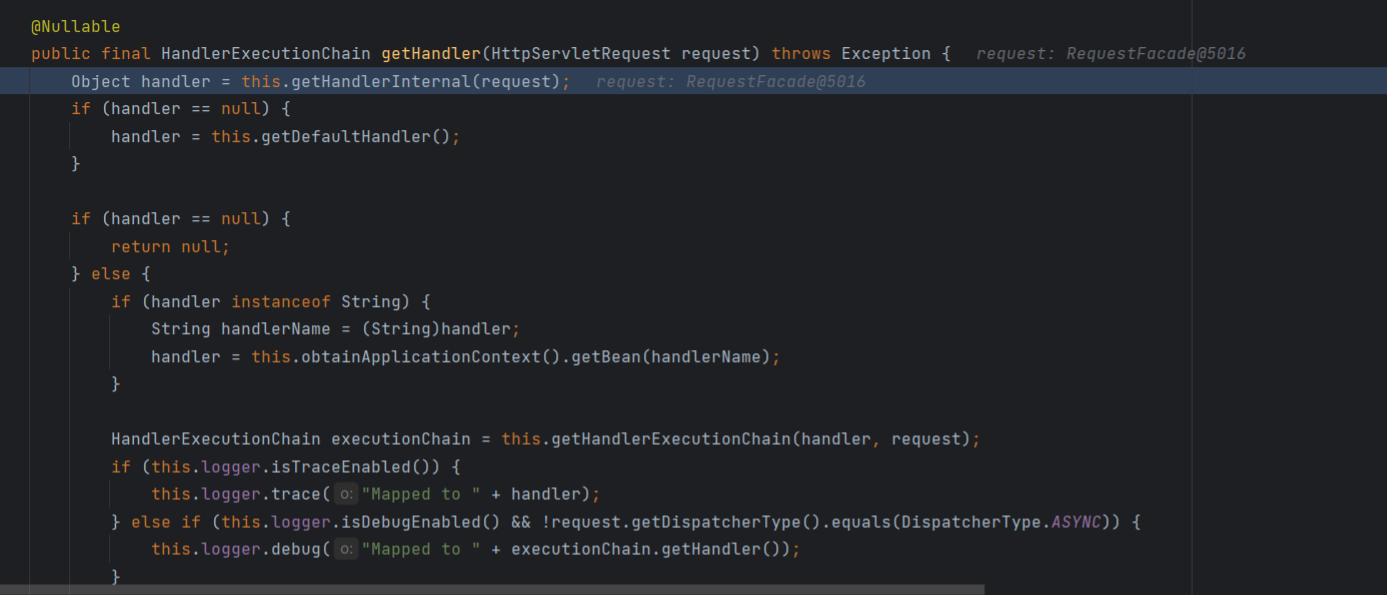 @Nullable
public final HandlerExecutionChain getHandler(HttpServletRequest request) throws Exception {   request: RequestFacade@5016
    Object handler = this.getHandlerInternal(request);   request: RequestFacade@5016
    if (handler == null) {
        handler = this.getDefaultHandler();
    }
    if (handler == null) {
        return null;
    } else {
        if (handler instanceof String) {
            String handlerName = (String)handler;
            handler = this.obtainApplicationContext().getBean(handlerName);
        }
        HandlerExecutionChain executionChain = this.getHandlerExecutionChain(handler, request);
        if (this.logger.isTraceEnabled()) {
            this.logger.trace( o: "Mapped to " + handler);
        } else if (this.logger.isDebugEnabled() && !request.getDispatcherType().equals(DispatcherType.ASYNC)) {
            this.logger.debug( o: "Mapped to " + executionChain.getHandler());
        }